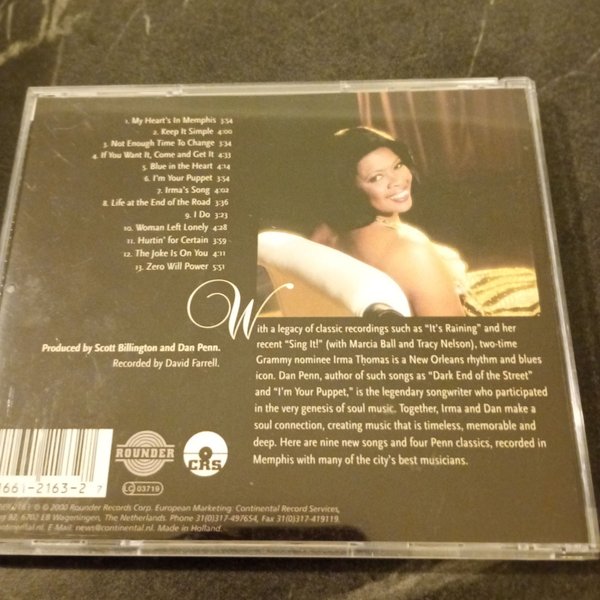 1. My Heart's In Memphis 3:54
2. Keep It Simple 4:00
3. Not Enough Time To Change 3:34
4. If You Want It, Come and Get It 4:33
5. Blue in the Heart 4:14
6. I'm Your Puppet 3:54
7. Irma's Song 4:02
8. Life at the End of the Road 3:36
9. I Do 3:23
10. Woman Left Lonely 4:28
11. Hurtin' for Certain 3:59
12. The Joke Is On You 4:11
13. Zero Will Power 5:51
Produced by Scott Billington and Dan Penn.
Recorded by David Farrell.
With a legacy of classic recordings such as "It's Raining" and her
recent "Sing It!" (with Marcia Ball and Tracy Nelson), two-time
Grammy nominee Irma Thomas is a New Orleans rhythm and blues
icon. Dan Penn, author of such songs as "Dark End of the Street"
and "I'm Your Puppet," is the legendary songwriter who participated
in the very genesis of soul music. Together, Irma and Dan make a
soul connection, creating music that is timeless, memorable and
deep. Here are nine new songs and four Penn classics, recorded in
Memphis with many of the city's best musicians.
1661-2163-2 7
ROUNDER
CRS
LC 03719
℗ © 2000 Rounder Records Corp. European Marketing: Continental Record Services,
92, 6702 EB Wageningen, The Netherlands. Phone 31(0)317-497654, Fax 31(0)317-419119.
E-Mail: news@continental.nl. Made in Holland.